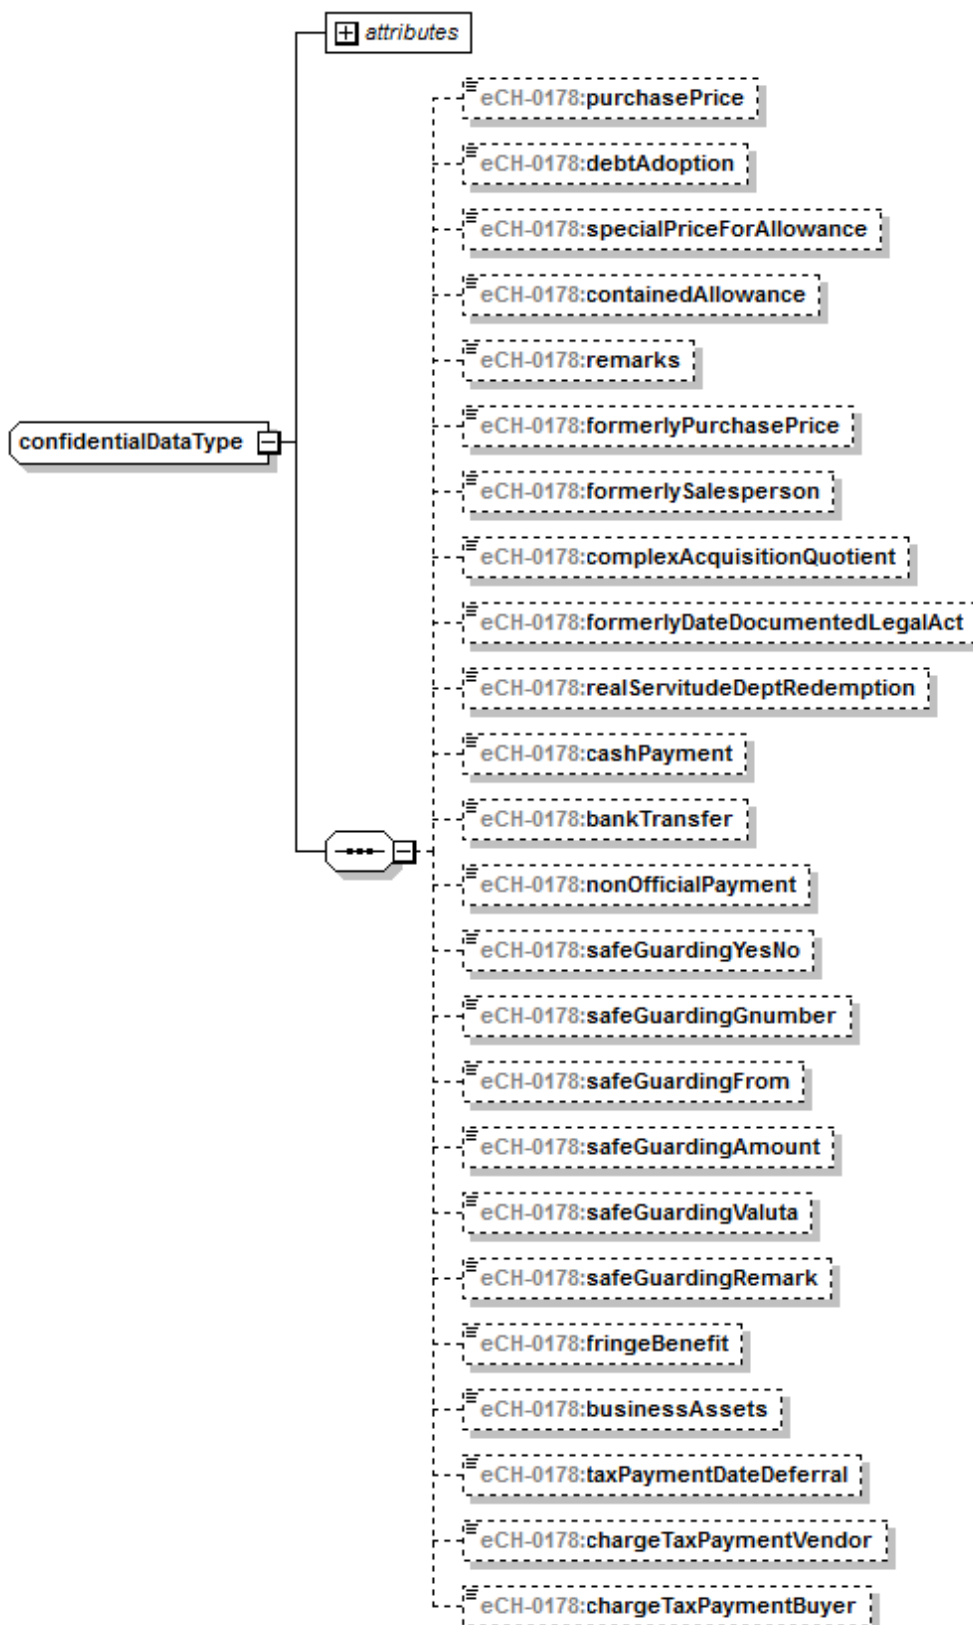 attributes
eCH-0178:purchasePrice
eCH-0178:debtAdoption
eCH-0178:specialPriceForAllowance
eCH-0178:containedAllowance
eCH-0178:remarks
eCH-0178:formerlyPurchasePrice
confidentialDataType
eCH-0178:formerlySalesperson
eCH-0178:complexAcquisitionQuotient
eCH-0178:formerlyDateDocumentedLegalAct
eCH-0178:realServitudeDeptRedemption
eCH-0178:cashPayment
eCH-0178:bankTransfer
eCH-0178:nonOfficialPayment
eCH-0178:safeGuardingYesNo
eCH-0178:safeGuardingGnumber
eCH-0178:safeGuardingFrom
eCH-0178:safeGuardingAmount
eCH-0178:safeGuardingValuta
eCH-0178:safeGuardingRemark
eCH-0178:fringeBenefit
eCH-0178:businessAssets
eCH-0178:taxPaymentDateDeferral
eCH-0178:chargeTaxPaymentVendor
eCH-0178:chargeTaxPaymentBuyer